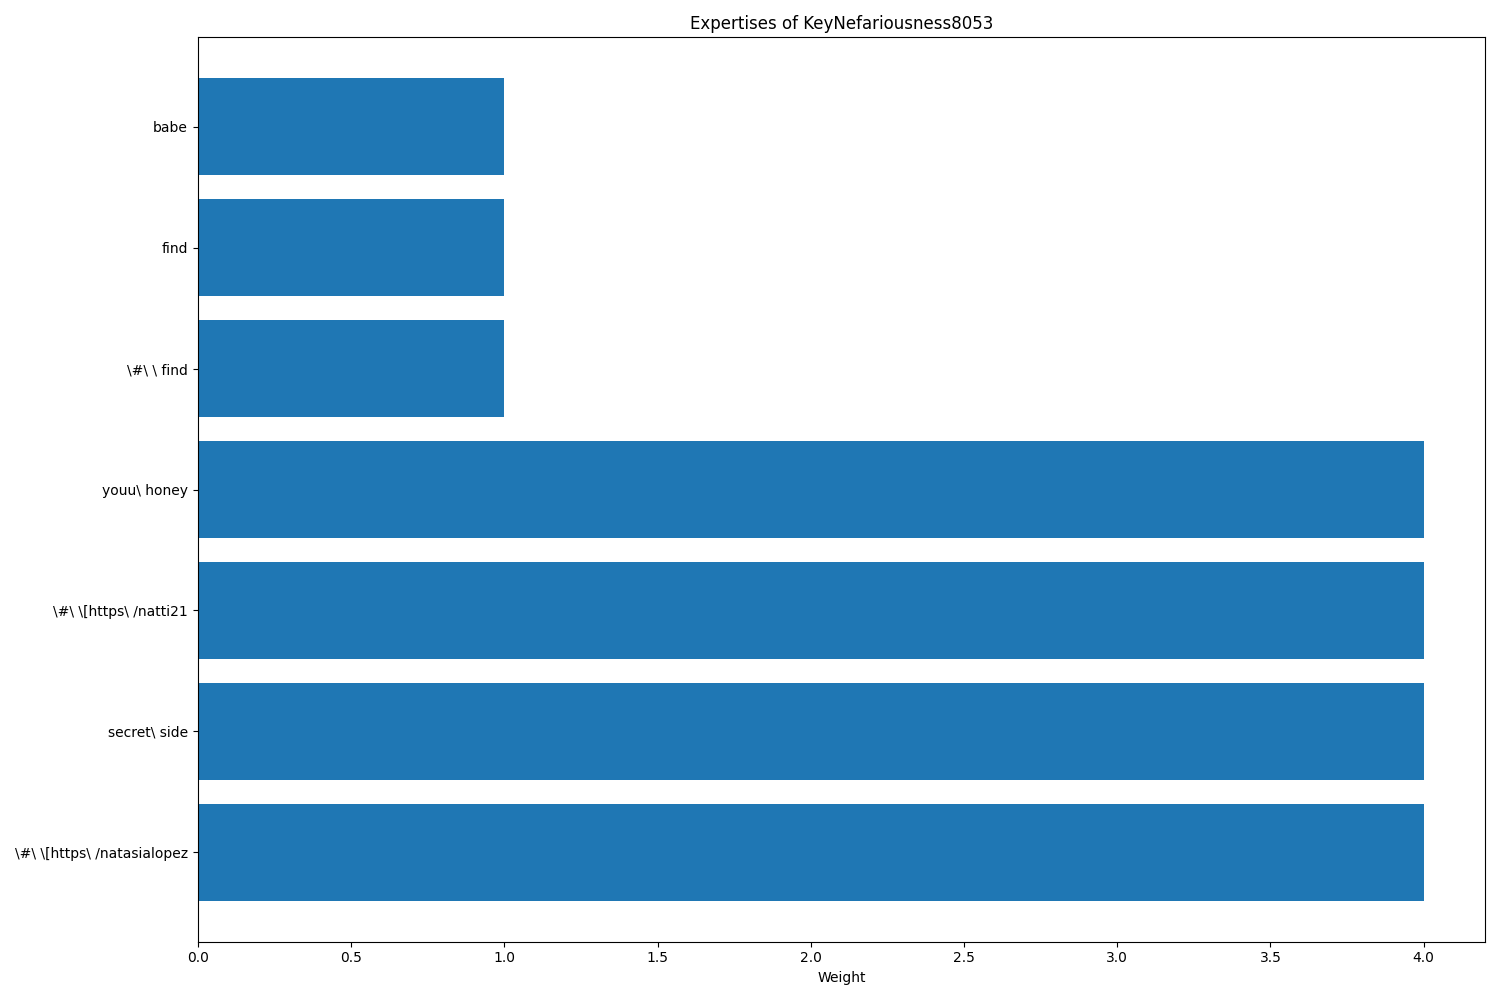 Expertises of KeyNefariousness8053
babe
find
\#\ \ find
youu\ honey
\#\ \[https\ /natti21
secret\ side
\#\ \[https\ /natasialopez
0.0 0.5 1.0 1.5 2.0 2.5 3.0 3.5 4.0
Weight